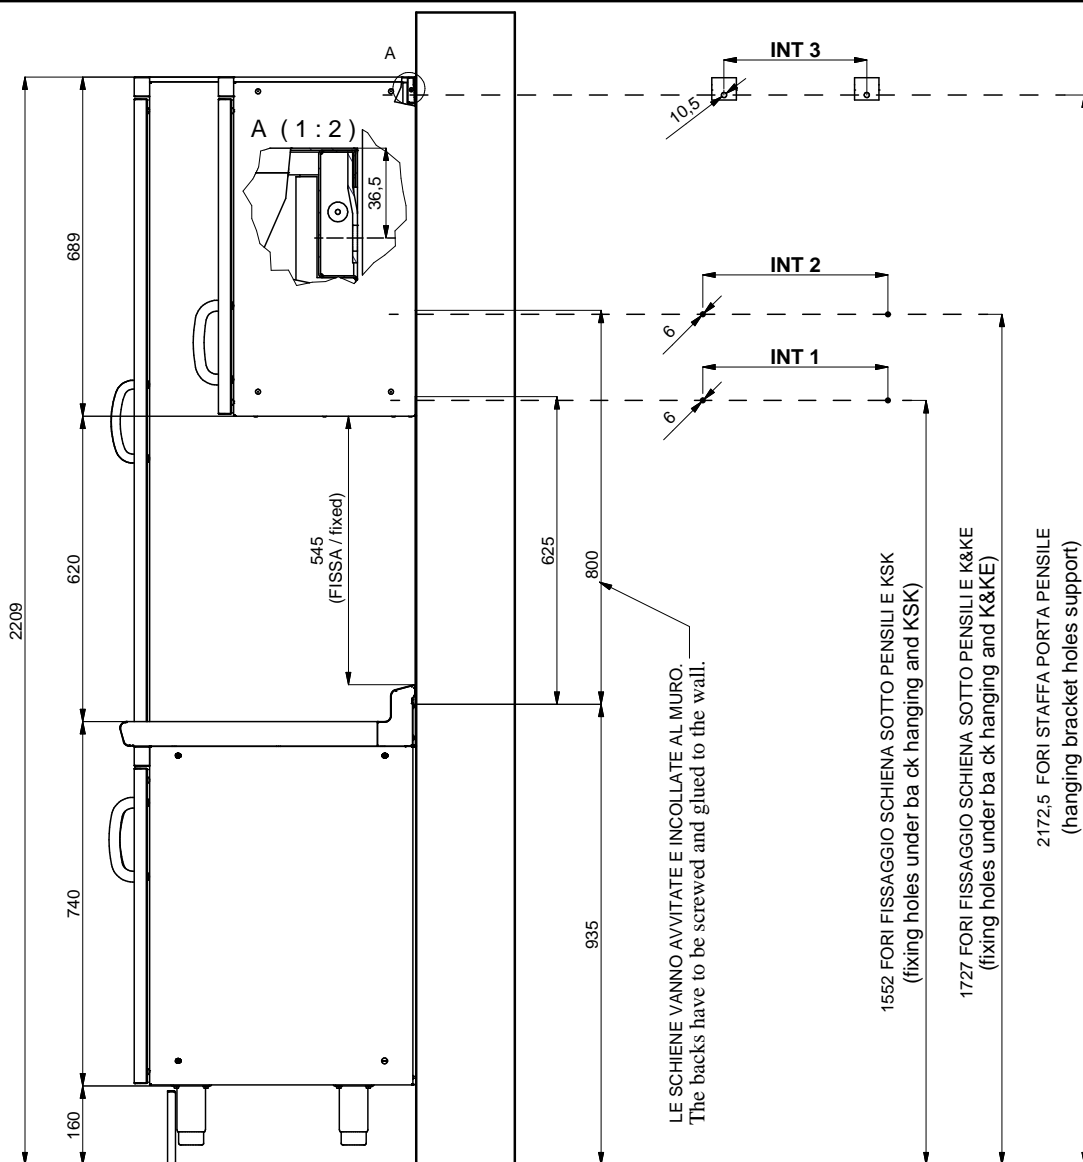 A
INT 3
10,5
A (1:2)
36,5
689
INT 2
6
INT 1
6
545
(FISSA / fixed)
625
800
620
2209
LE SCHIENE VANNO AVVITATE E INCOLLATE AL MURO.
The backs have to be screwed and glued to the wall.
1552 FORI FISSAGGIO SCHIENA SOTTO PENSILI E KSK
(fixing holes under ba ck hanging and KSK)
1727 FORI FISSAGGIO SCHIENA SOTTO PENSILI E K&KE
(fixing holes under ba ck hanging and K&KE)
2172,5 FORI STAFFA PORTA PENSILE
(hanging bracket holes support)
740
935
160